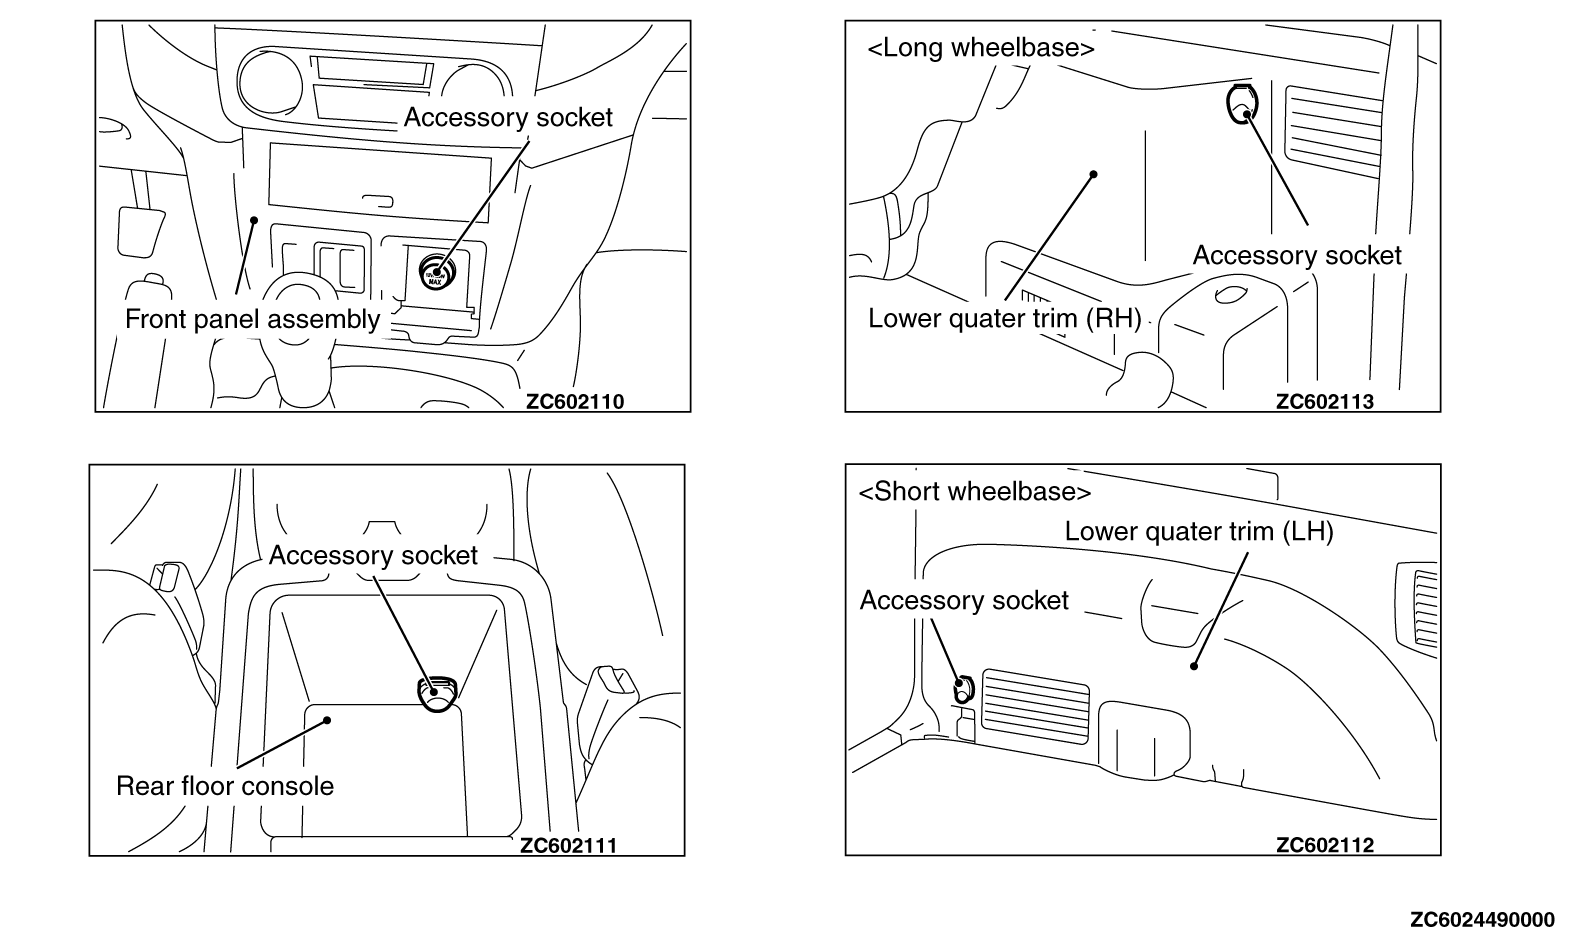 Accessory socket
Front panel assembly
MAX
ZC602110
<Long wheelbase>
Accessory socket
Lower quater trim (RH)
ZC602113
Accessory socket
Rear floor console
ZC602111
<Short wheelbase>
Lower quater trim (LH)
Accessory socket
ZC602112
ZC6024490000